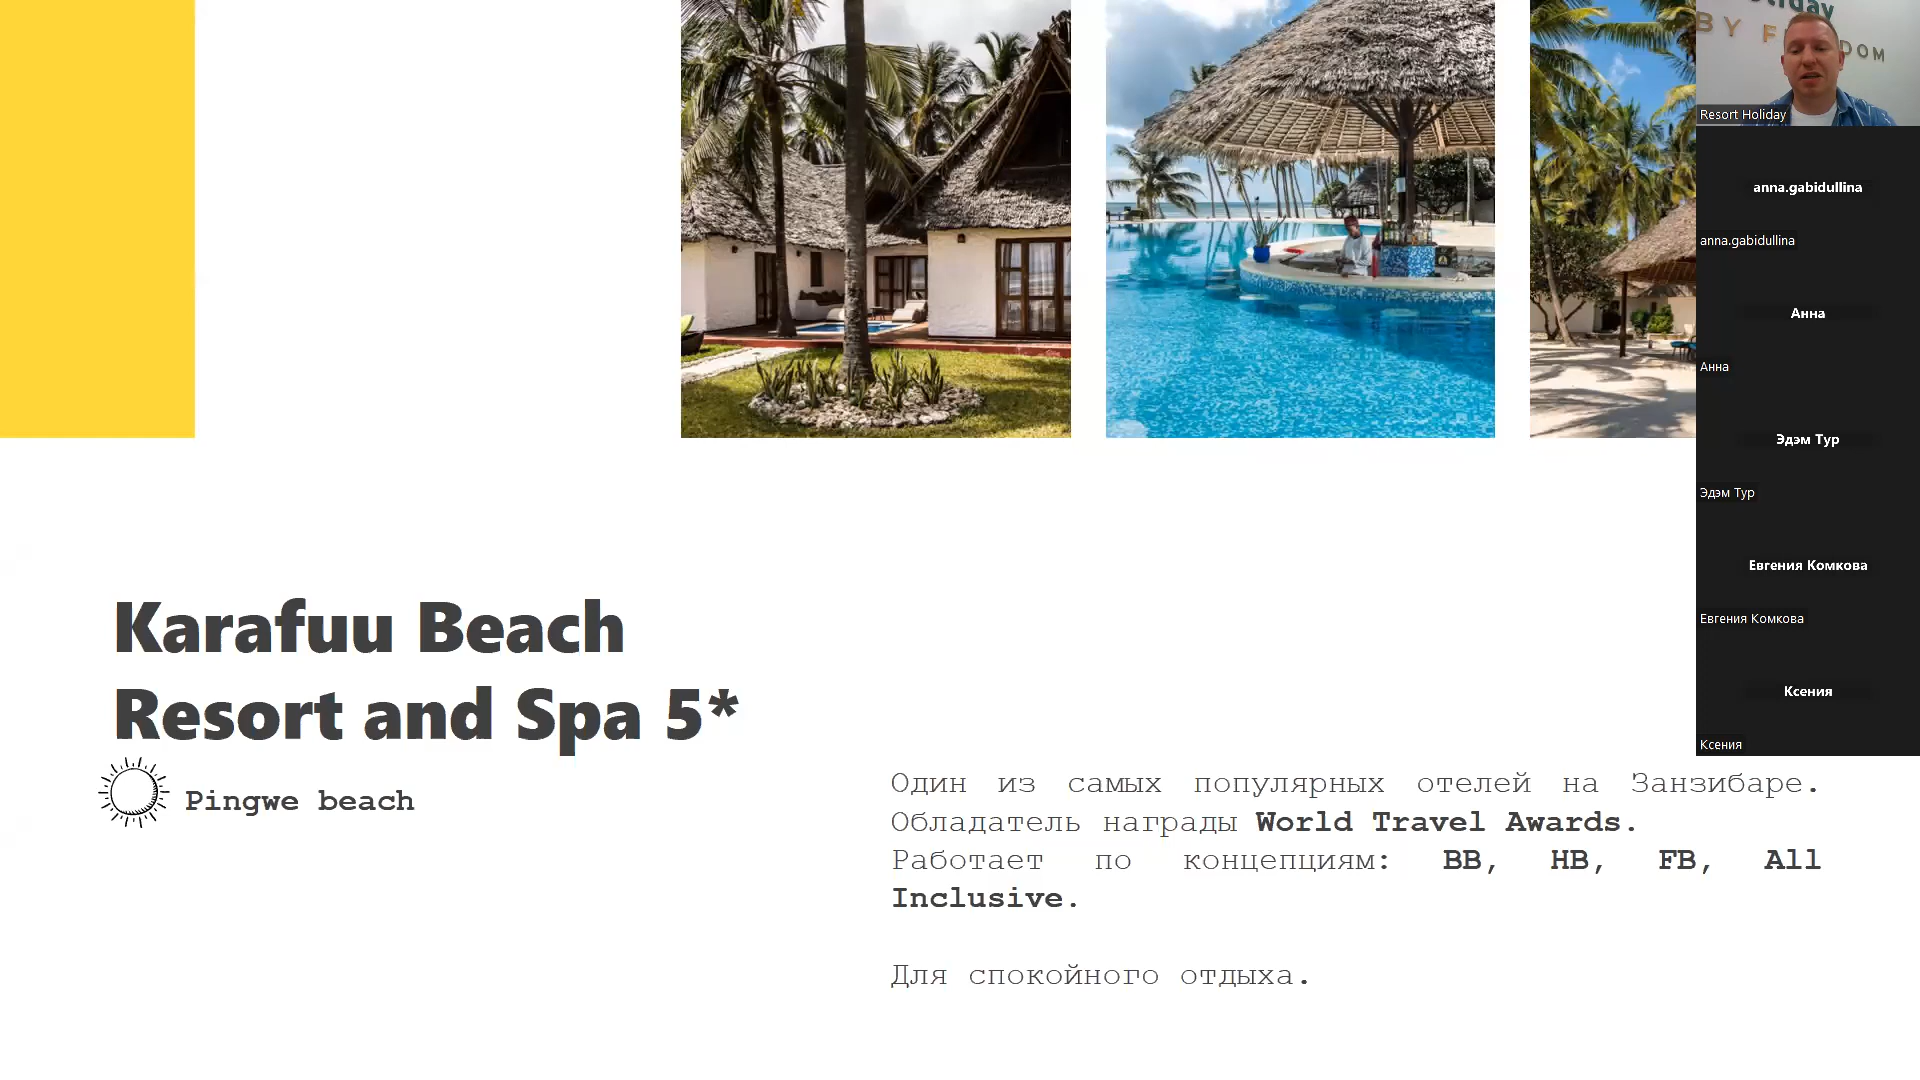 BY F DOM
Resort Holiday
anna.gabidullina
anna.gabidullina
Анна
Анна
Эдэм Тур
Эдэм Тур
Евгения Комкова
Евгения Комкова
Ксения
Ксения
Karafuu Beach
Resort and Spa 5*
Pingwe beach
Один из самых популярных отелей на Занзибаре.
Обладатель награды World Travel Awards.
Работает по концепциям: BB, HB, FB, All
Inclusive.
Для спокойного отдыха.